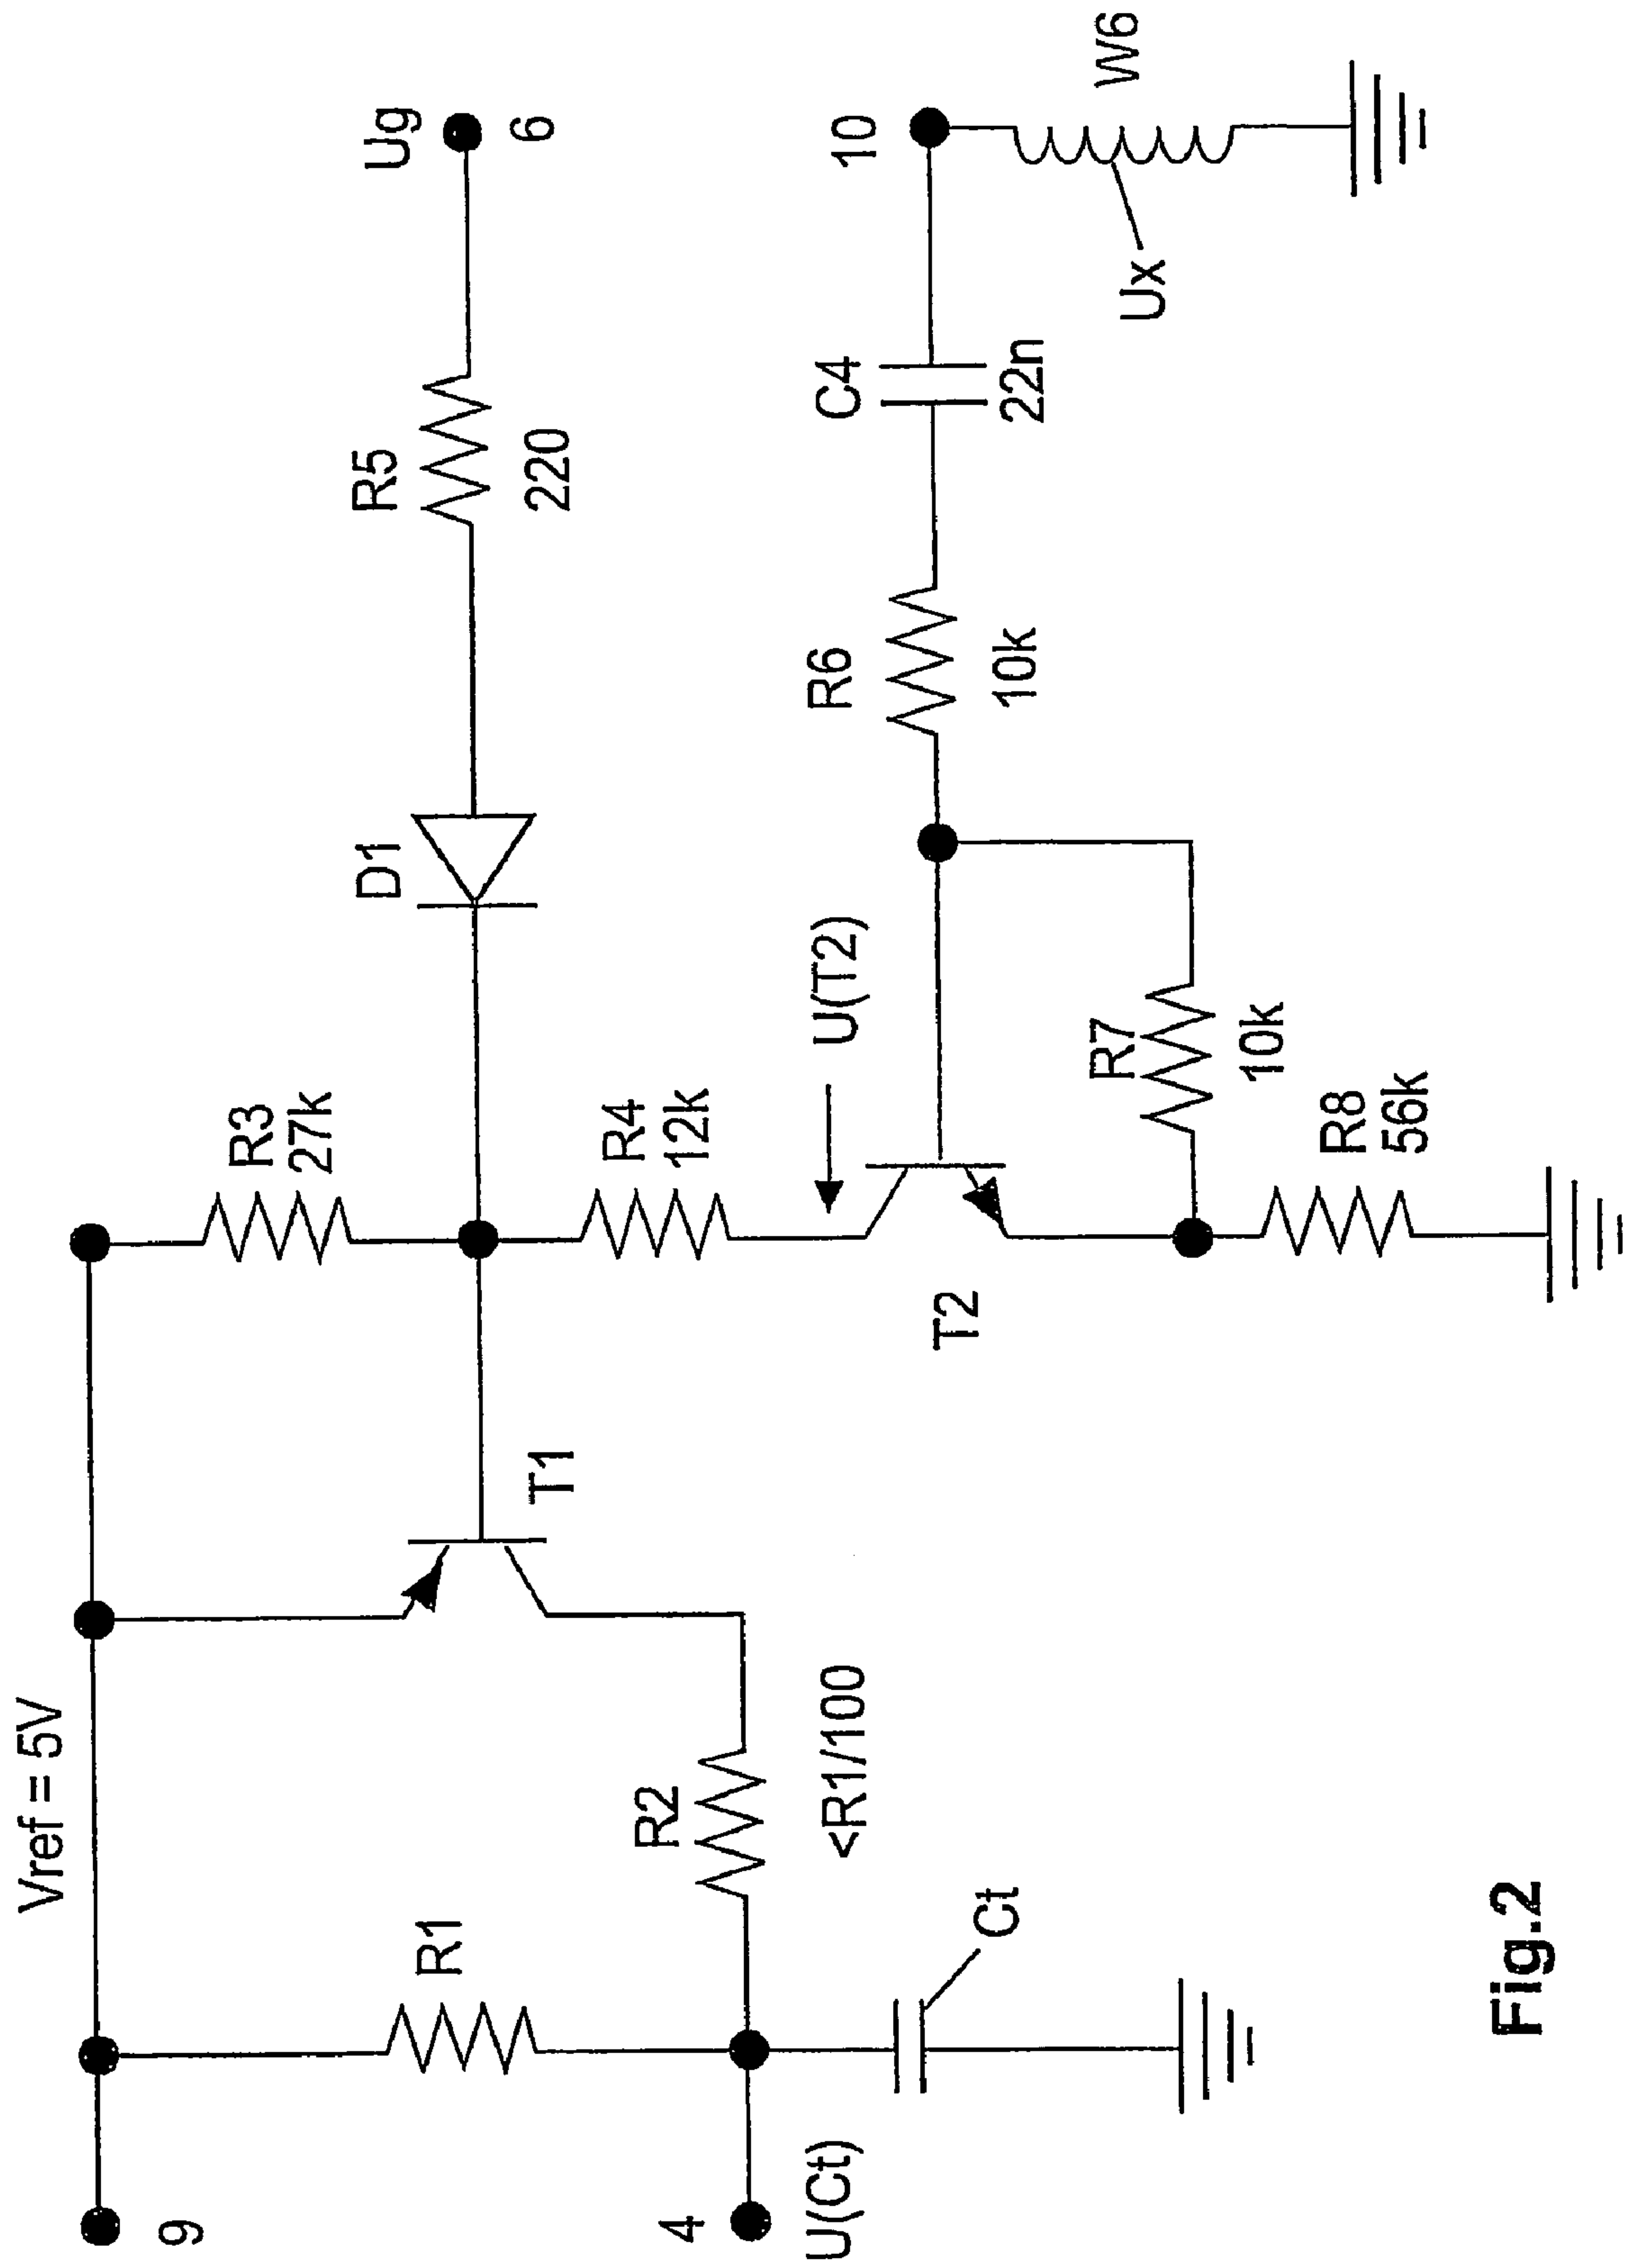 Vref = 5V
9
R1
4
U(Ct)
Ct
R2
<R1/100
T1
R3
27k
R4
12k
U(T2)
T2
R7
10k
R8
56k
D1
R5
220
Ug
6
R6
10k
C4
22n
10
Ux
W6
Fig.2